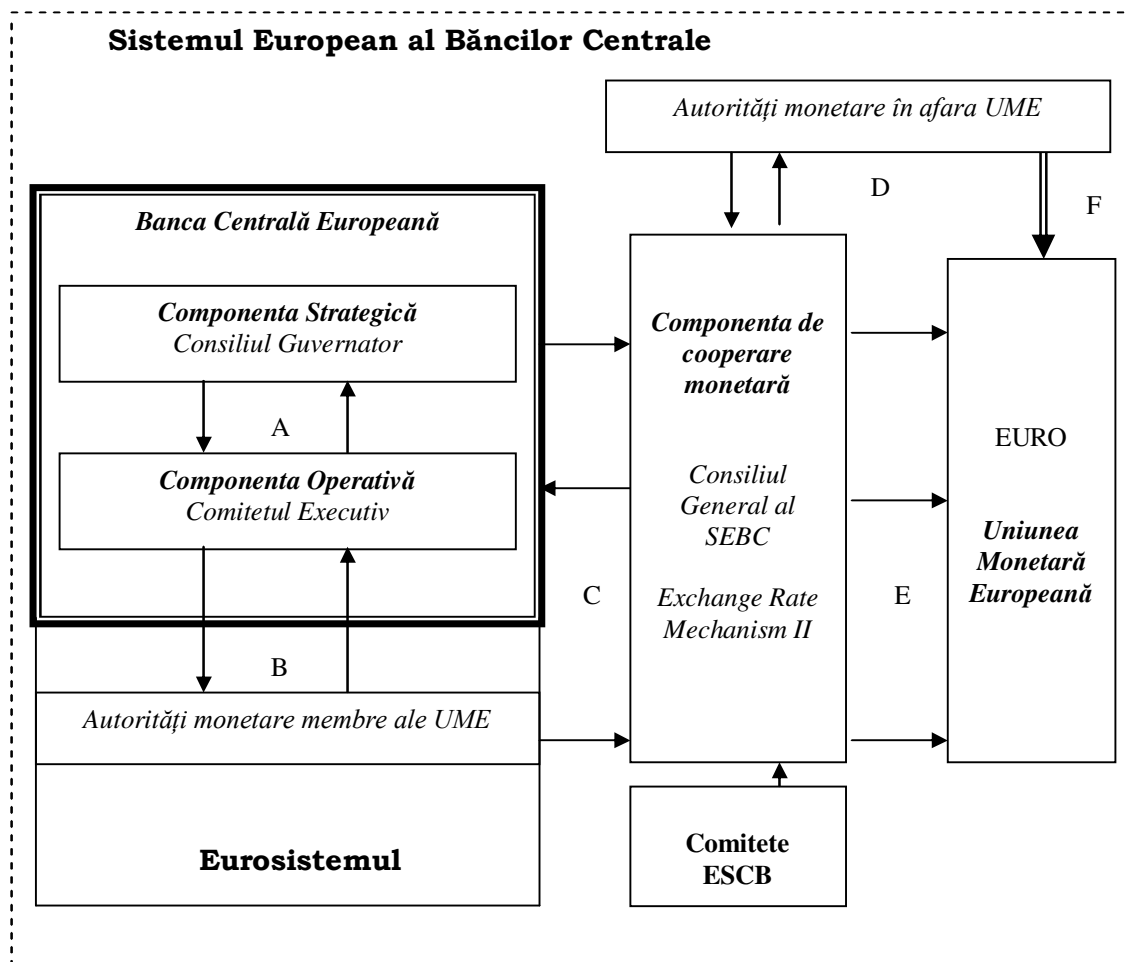 Sistemul European al Băncilor Centrale
Autorități monetare în afara UME
D
F
Banca Centrală Europeană
Componenta Strategică
Consiliul Guvernator
A
Componenta Operativă
Comitetul Executiv
B
Autorități monetare membre ale UME
Eurosistemul
C
Componenta de
cooperare
monetară
Consiliul
General al
SEBC
Exchange Rate
Mechanism II
E
EURO
Uniunea
Monetară
Europeană
Comitete
ESCB